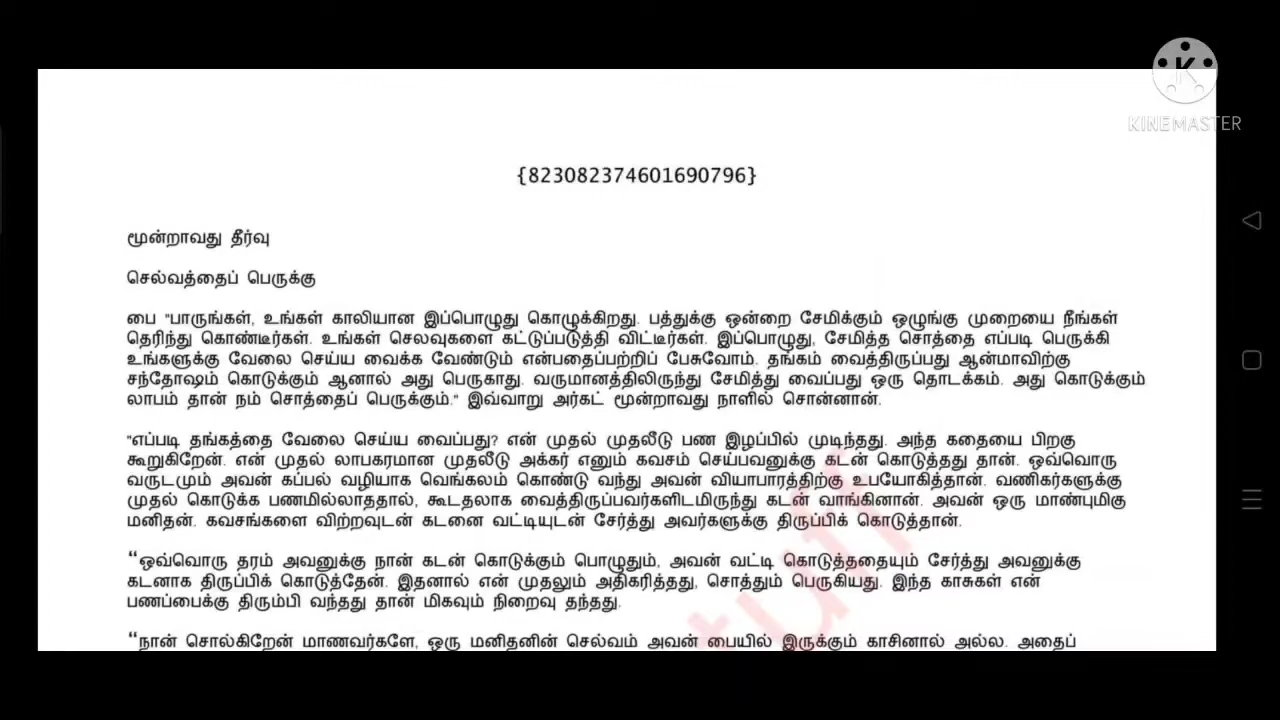 KINEMASTER
{823082374601690796}
மூன்றாவது தீர்வு
செல்வத்தைப் பெருக்கு
பை "பாருங்கள், உங்கள் காலியான இப்பொழுது கொழுக்கிறது. பத்துக்கு ஒன்றை சேமிக்கும் ஒழுங்கு முறையை நீங்கள்
தெரிந்து கொண்டீர்கள். உங்கள் செலவுகளை கட்டுப்படுத்தி விட்டீர்கள். இப்பொழுது, சேமித்த சொத்தை எப்படி பெருக்கி
உங்களுக்கு வேலை செய்ய வைக்க வேண்டும் என்பதைப்பற்றிப் பேசுவோம். தங்கம் வைத்திருப்பது ஆன்மாவிற்கு
சந்தோஷம் கொடுக்கும் ஆனால் அது பெருகாது. வருமானத்திலிருந்து சேமித்து வைப்பது ஒரு தொடக்கம். அது கொடுக்கும்
லாபம் தான் நம் சொத்தைப் பெருக்கும்." இவ்வாறு அர்கட் மூன்றாவது நாளில் சொன்னான்.
"எப்படி தங்கத்தை வேலை செய்ய வைப்பது? என் முதல் முதலீடு பண இழப்பில் முடிந்தது. அந்த கதையை பிறகு
கூறுகிறேன். என் முதல் லாபகரமான முதலீடு அக்கர் எனும் கவசம் செய்பவனுக்கு கடன் கொடுத்தது தான். ஒவ்வொரு
வருடமும் அவன் கப்பல் வழியாக வெங்கலம் கொண்டு வந்து அவன் வியாபாரத்திற்கு உபயோகித்தான். வணிகர்களுக்கு
முதல் கொடுக்க பணமில்லாததால், கூடதலாக வைத்திருப்பவர்களிடமிருந்து கடன் வாங்கினான். அவன் ஒரு மாண்புமிகு
மனிதன். கவசங்களை விற்றவுடன் கடனை வட்டியுடன் சேர்த்து அவர்களுக்கு திருப்பிக் கொடுத்தான்.
“ஒவ்வொரு தரம் அவனுக்கு நான் கடன் கொடுக்கும் பொழுதும், அவன் வட்டி கொடுத்ததையும் சேர்த்து அவனுக்கு
கடனாக திருப்பிக் கொடுத்தேன். இதனால் என் முதலும் அதிகரித்தது, சொத்தும் பெருகியது. இந்த காசுகள் என்
பணப்பைக்கு திரும்பி வந்தது தான் மிகவும் நிறைவு தந்தது.
“நான் சொல்கிறேன் மாணவர்களே, ஒரு மனிதனின் செல்வம் அவன் பையில் இருக்கும் காசினால் அல்ல. அதைப்